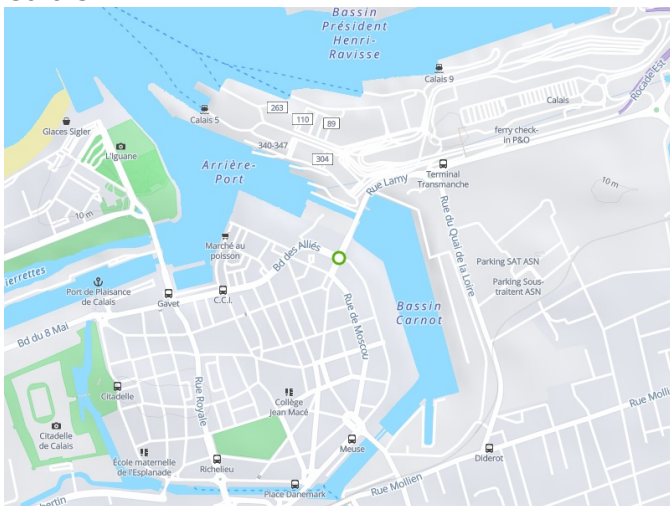 Bassin
Président
Henri-
Ravisse
Calais 9
Rocade Est
Calais
Calais 5
263
110
89
Glaces Sigler
L'Iguane
ferry check-
in P&O
340-347
304
Arrière-
Port
Terminal
Transmanche
Rue Lamy
10 m
10 m
Rue du Quai de la Loire
Marché au
poisson
Bd des Alliés
Parking SAT ASN
Parking Sous-
traitent ASN
ierrettes
Port de Plaisance
de Calais
Gavet
C.C.I.
Bassin
Carnot
Rue de Moscou
Bd du 8 Mai
Rue Royale
Citadelle
Collège
Jean Macé
Rue Molli
Citadelle
de Calais
Meuse
Diderot
École maternelle
de l'Esplanade
Richelieu
Place Danemark
Rue Mollien
bertin